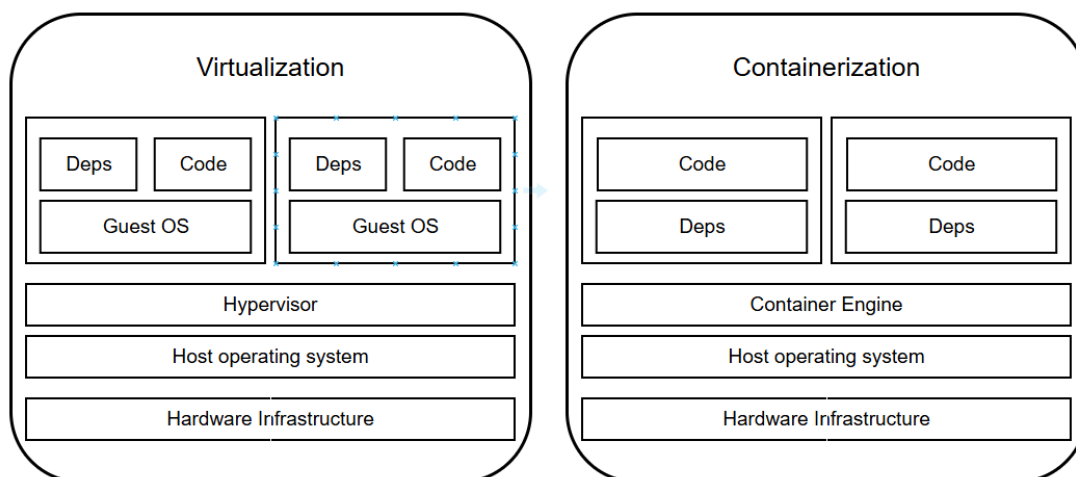 Virtualization
Deps
Code
Guest OS
Deps
Code
Guest OS
Hypervisor
Host operating system
Hardware Infrastructure
Containerization
Code
Deps
Code
Deps
Container Engine
Host operating system
Hardware Infrastructure